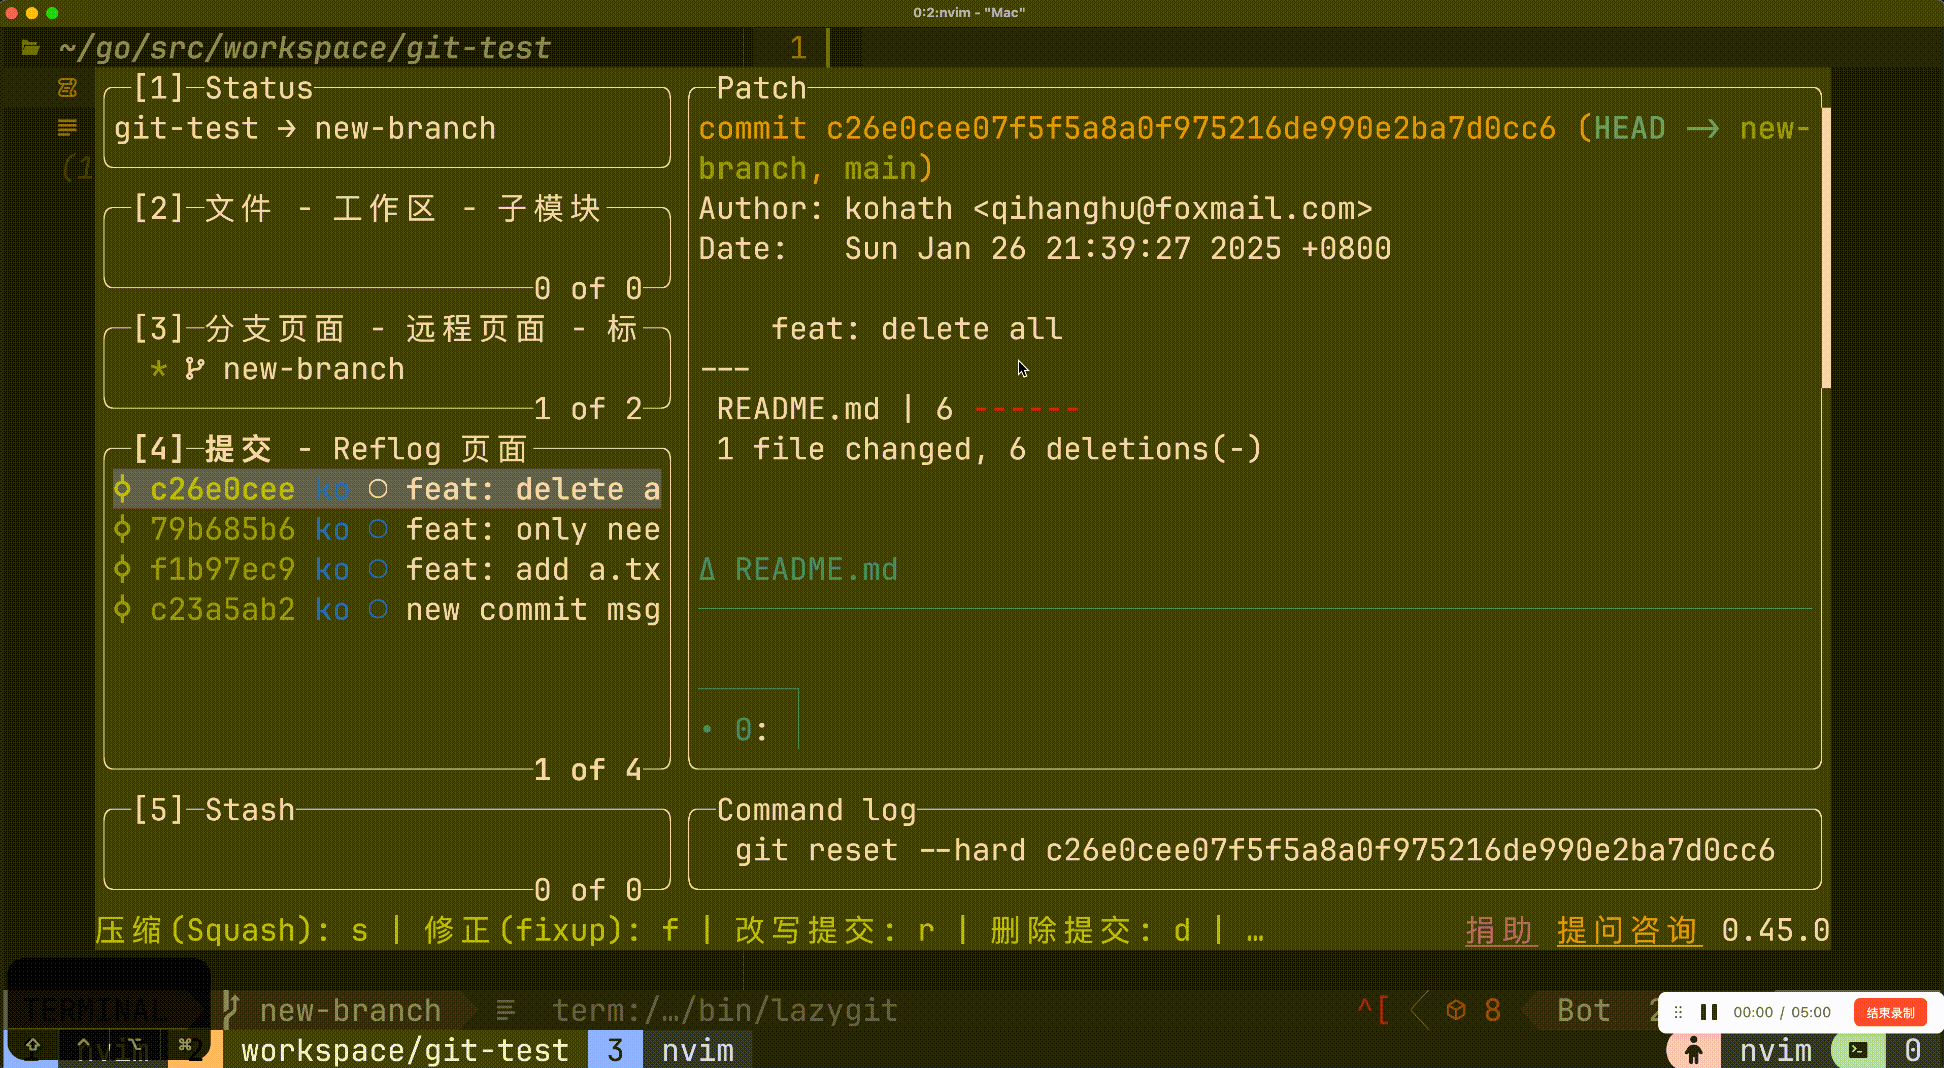 0:2:nvim - "Mac"
~/go/src/workspace/git-test
1
(1
[1]—Status
git-test → new-branch
[2]—文件 - 工作区 - 子模块
0 of 0
[3]—分支页面 - 远程页面 - 标
* new-branch
1 of 2
[4]—提交 - Reflog 页面
c26e0cee ko ○ feat: delete a
79b685b6 ko ○ feat: only nee
f1b97ec9 ko ○ feat: add a.tx
c23a5ab2 ko ○ new commit msg
1 of 4
[5]—Stash
0 of 0
Patch
commit c26e0cee07f5f5a8a0f975216de990e2ba7d0cc6 (HEAD —> new-
branch, main)
Author: kohath <qihanghu@foxmail.com>
Date:   Sun Jan 26 21:39:27 2025 +0800
feat: delete all
---
README.md | 6 ------
1 file changed, 6 deletions(-)
Δ README.md
• 0:
Command log
git reset --hard c26e0cee07f5f5a8a0f975216de990e2ba7d0cc6
压缩(Squash): s | 修正(fixup): f | 改写提交: r | 删除提交: d | …
捐助 提问咨询 0.45.0
TERMINAL new-branch term:/…/bin/lazygit ^[ 8 Bot 2
00:00 / 05:00 结束录制
nvim 2 workspace/git-test 3 nvim nvim 0
⇧ ^ ⌥ ⌘